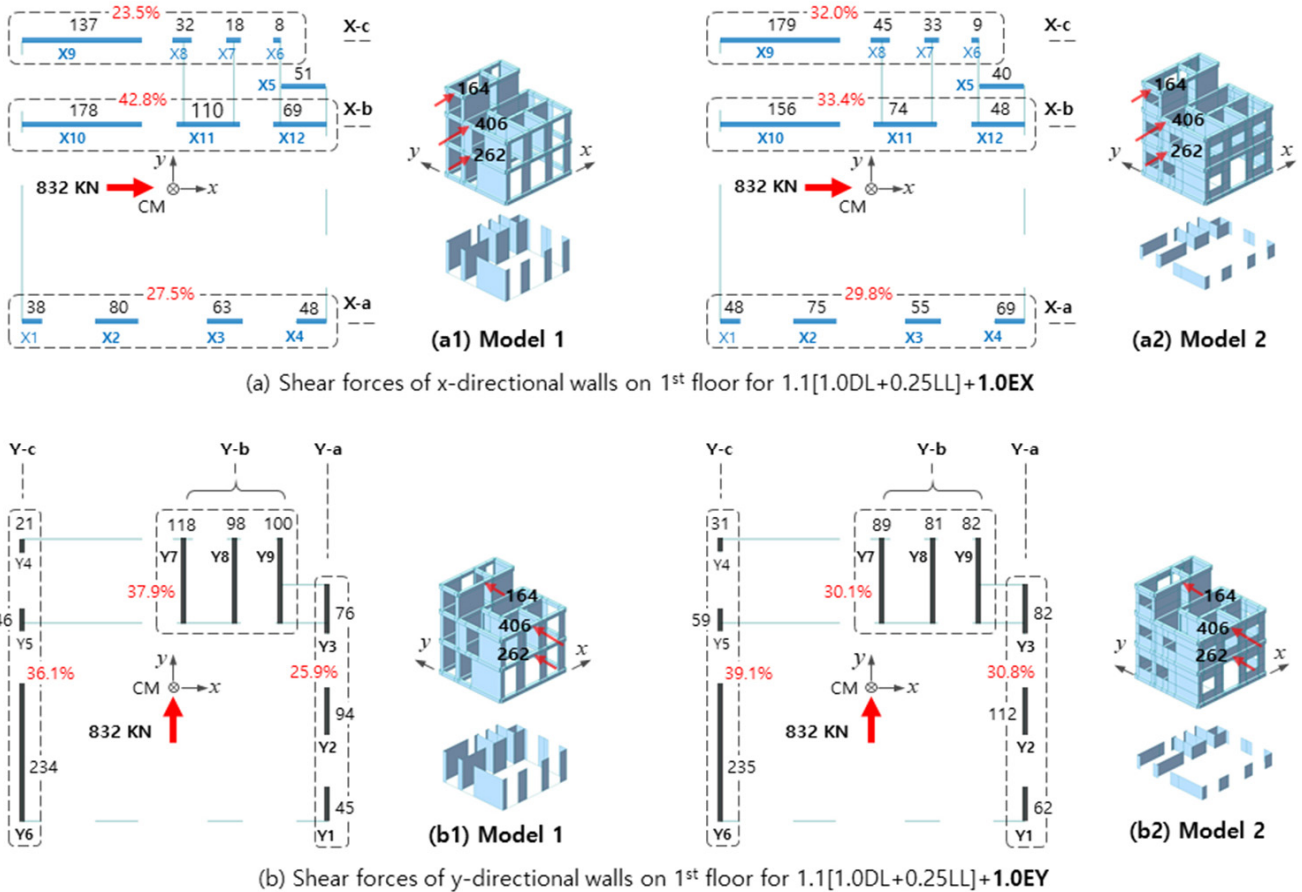 23.5%
137 32 18 8 X-c
X9 X8 X7 X6
51
X5
42.8%
178 110 69 X-b
X10 X11 X12
164
406
262
y x
y
832 KN x
CM
27.5%
38 80 63 48 X-a
X1 X2 X3 X4
(a1) Model 1
32.0%
179 45 33 9 X-c
X9 X8 X7 X6
40
X5
33.4%
156 74 48 X-b
X10 X11 X12
164
406
262
y x
y
832 KN x
CM
29.8%
48 75 55 69 X-a
X1 X2 X3 X4
(a2) Model 2
(a) Shear forces of x-directional walls on 1st floor for 1.1[1.0DL+0.25LL]+1.0EX
Y-c Y-b Y-a
21 118 98 100
Y4 Y7 Y8 Y9
37.9%
46 76
Y5 Y3
36.1% 25.9%
y
CM x
832 KN
94
Y2
234 45
Y6 Y1
164
406
262
y x
(b1) Model 1
Y-c Y-b Y-a
31 89 81 82
Y4 Y7 Y8 Y9
30.1%
59 82
Y5 Y3
39.1% 30.8%
y
CM x
832 KN
112
Y2
235 62
Y6 Y1
164
406
262
y x
(b2) Model 2
(b) Shear forces of y-directional walls on 1st floor for 1.1[1.0DL+0.25LL]+1.0EY